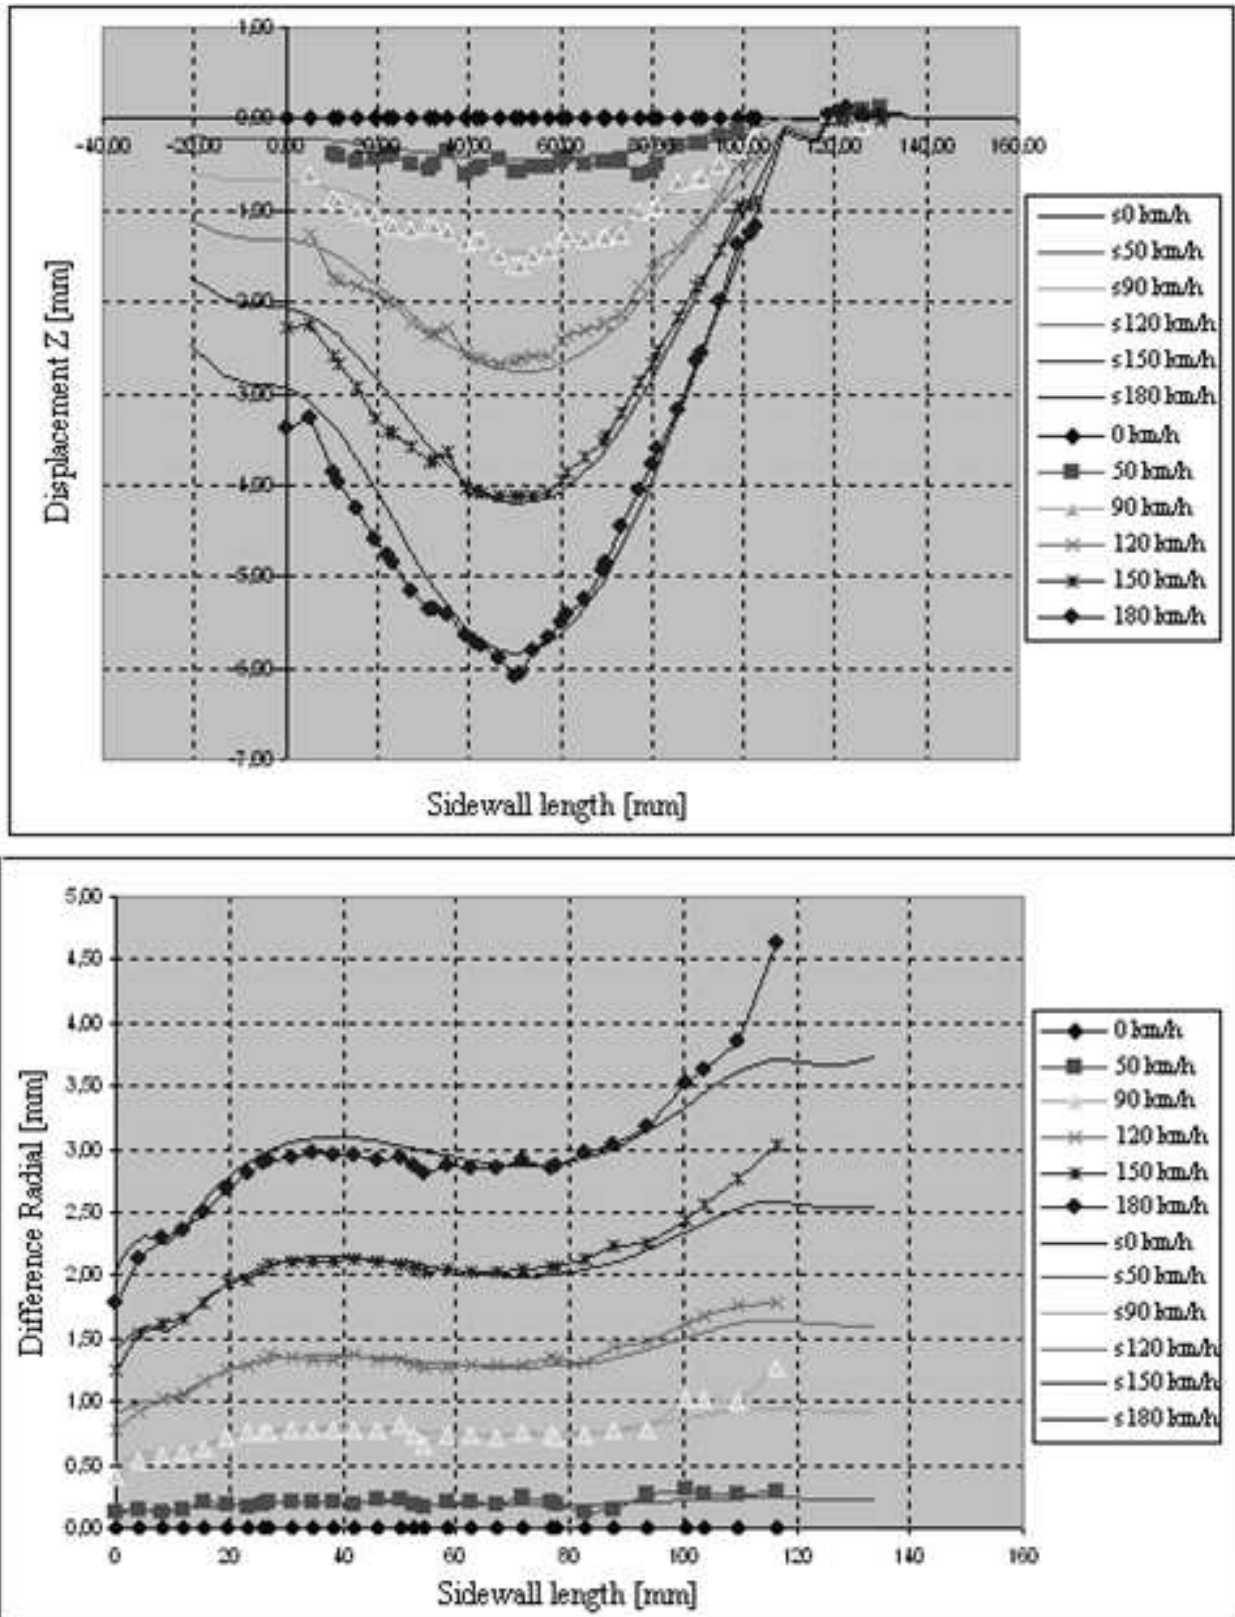 1,00
0,00
-40,00 -20,00 0,00 20,00 40,00 60,00 80,00 100,00 120,00 140,00 160,00
-1,00
-2,00
-3,00
-4,00
-5,00
-6,00
-7,00
Displacement Z [mm]
Sidewall length [mm]
s0 km/h
s50 km/h
s90 km/h
s120 km/h
s150 km/h
s180 km/h
0 km/h
50 km/h
90 km/h
120 km/h
150 km/h
180 km/h
5,00
4,50
4,00
3,50
3,00
2,50
2,00
1,50
1,00
0,50
0,00
0 20 40 60 80 100 120 140 160
Difference Radial [mm]
Sidewall length [mm]
0 km/h
50 km/h
90 km/h
120 km/h
150 km/h
180 km/h
s0 km/h
s50 km/h
s90 km/h
s120 km/h
s150 km/h
s180 km/h